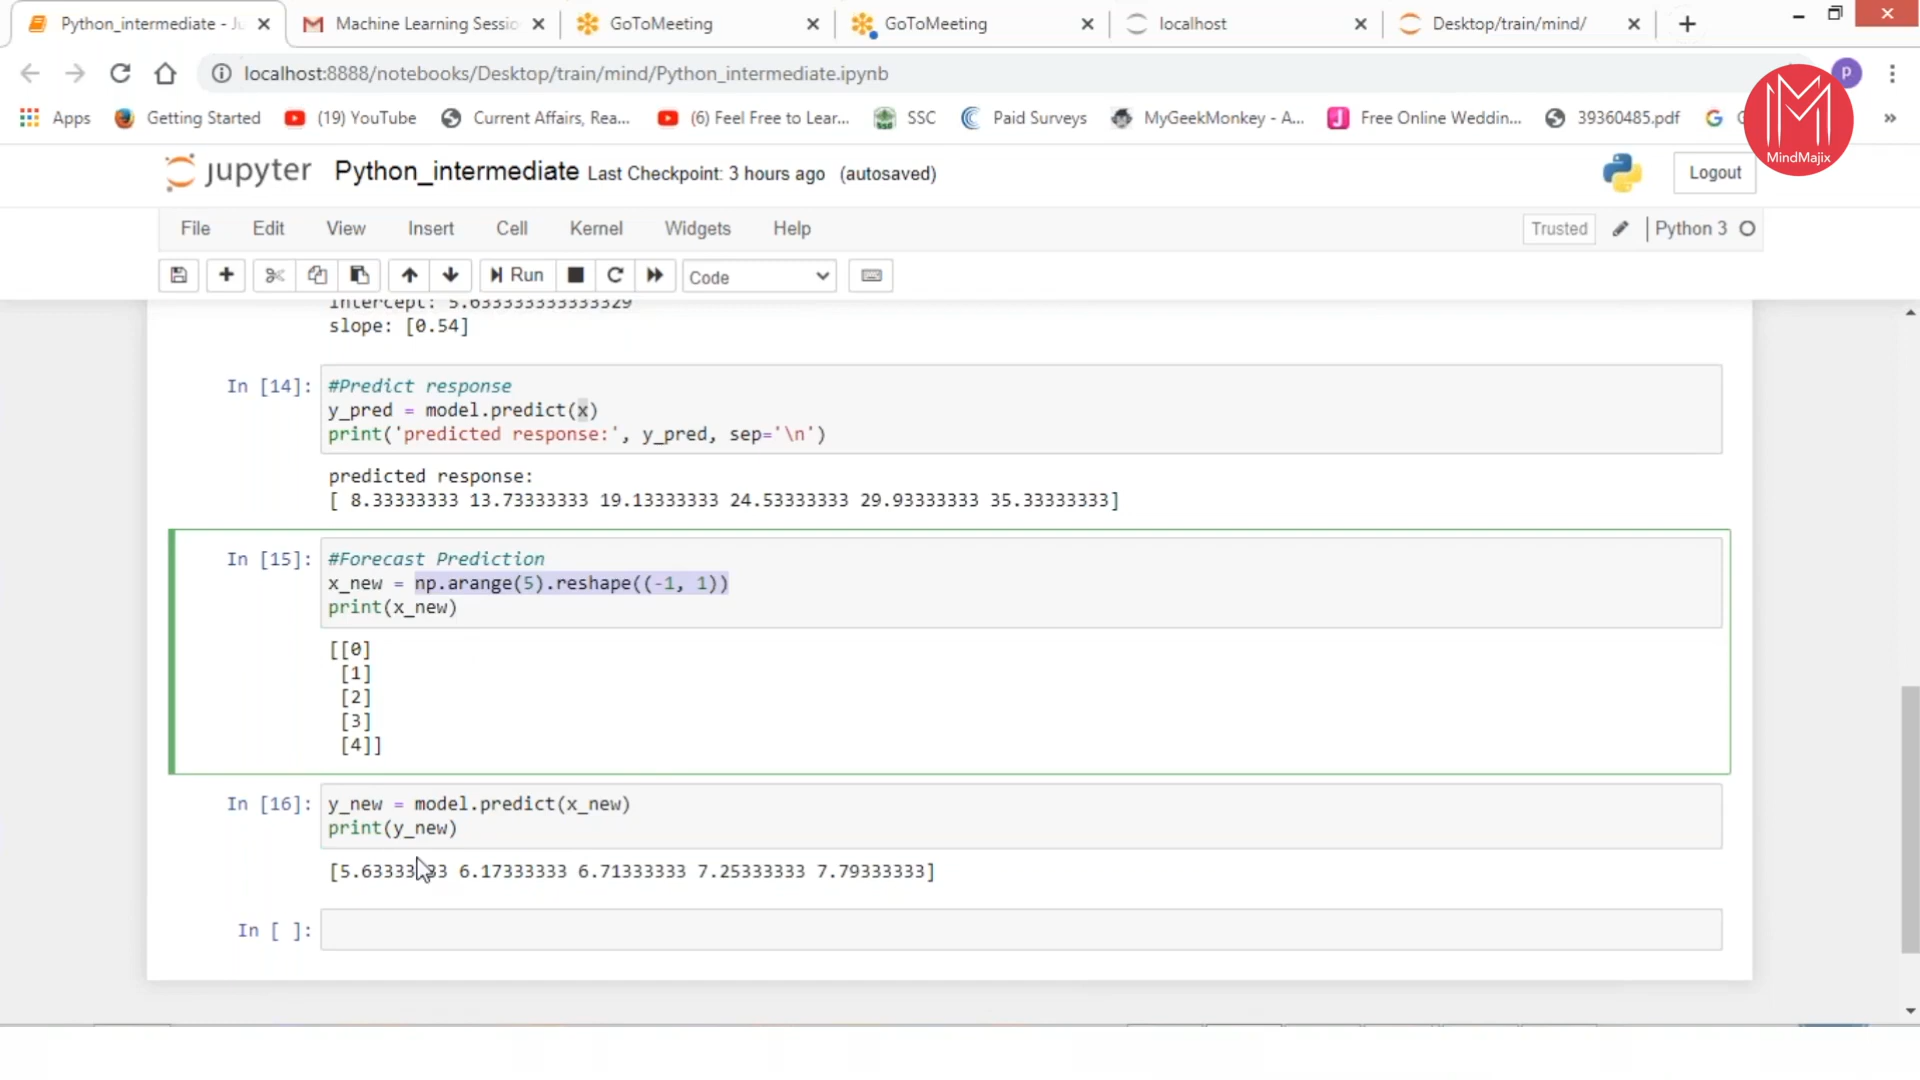 Python_intermediate - Ju
Machine Learning Sessio
GoToMeeting
GoToMeeting
localhost
Desktop/train/mind/
localhost:8888/notebooks/Desktop/train/mind/Python_intermediate.ipynb
P
Apps
Getting Started
(19) YouTube
Current Affairs, Rea...
(6) Feel Free to Lear...
SSC
Paid Surveys
MyGeekMonkey - A...
Free Online Weddin...
39360485.pdf
»
MindMajix
jupyter
Python_intermediate Last Checkpoint: 3 hours ago (autosaved)
Logout
File
Edit
View
Insert
Cell
Kernel
Widgets
Help
Trusted
Python 3
Run
Code
intercept: 5.633333333333329
slope: [0.54]
In [14]:
#Predict response
y_pred = model.predict(x)
print('predicted response:', y_pred, sep='\n')
predicted response:
[ 8.33333333 13.73333333 19.13333333 24.53333333 29.93333333 35.33333333]
In [15]:
#Forecast Prediction
x_new = np.arange(5).reshape((-1, 1))
print(x_new)
[[0]
[1]
[2]
[3]
[4]]
In [16]:
y_new = model.predict(x_new)
print(y_new)
[5.63333333 6.17333333 6.71333333 7.25333333 7.79333333]
In [ ]: